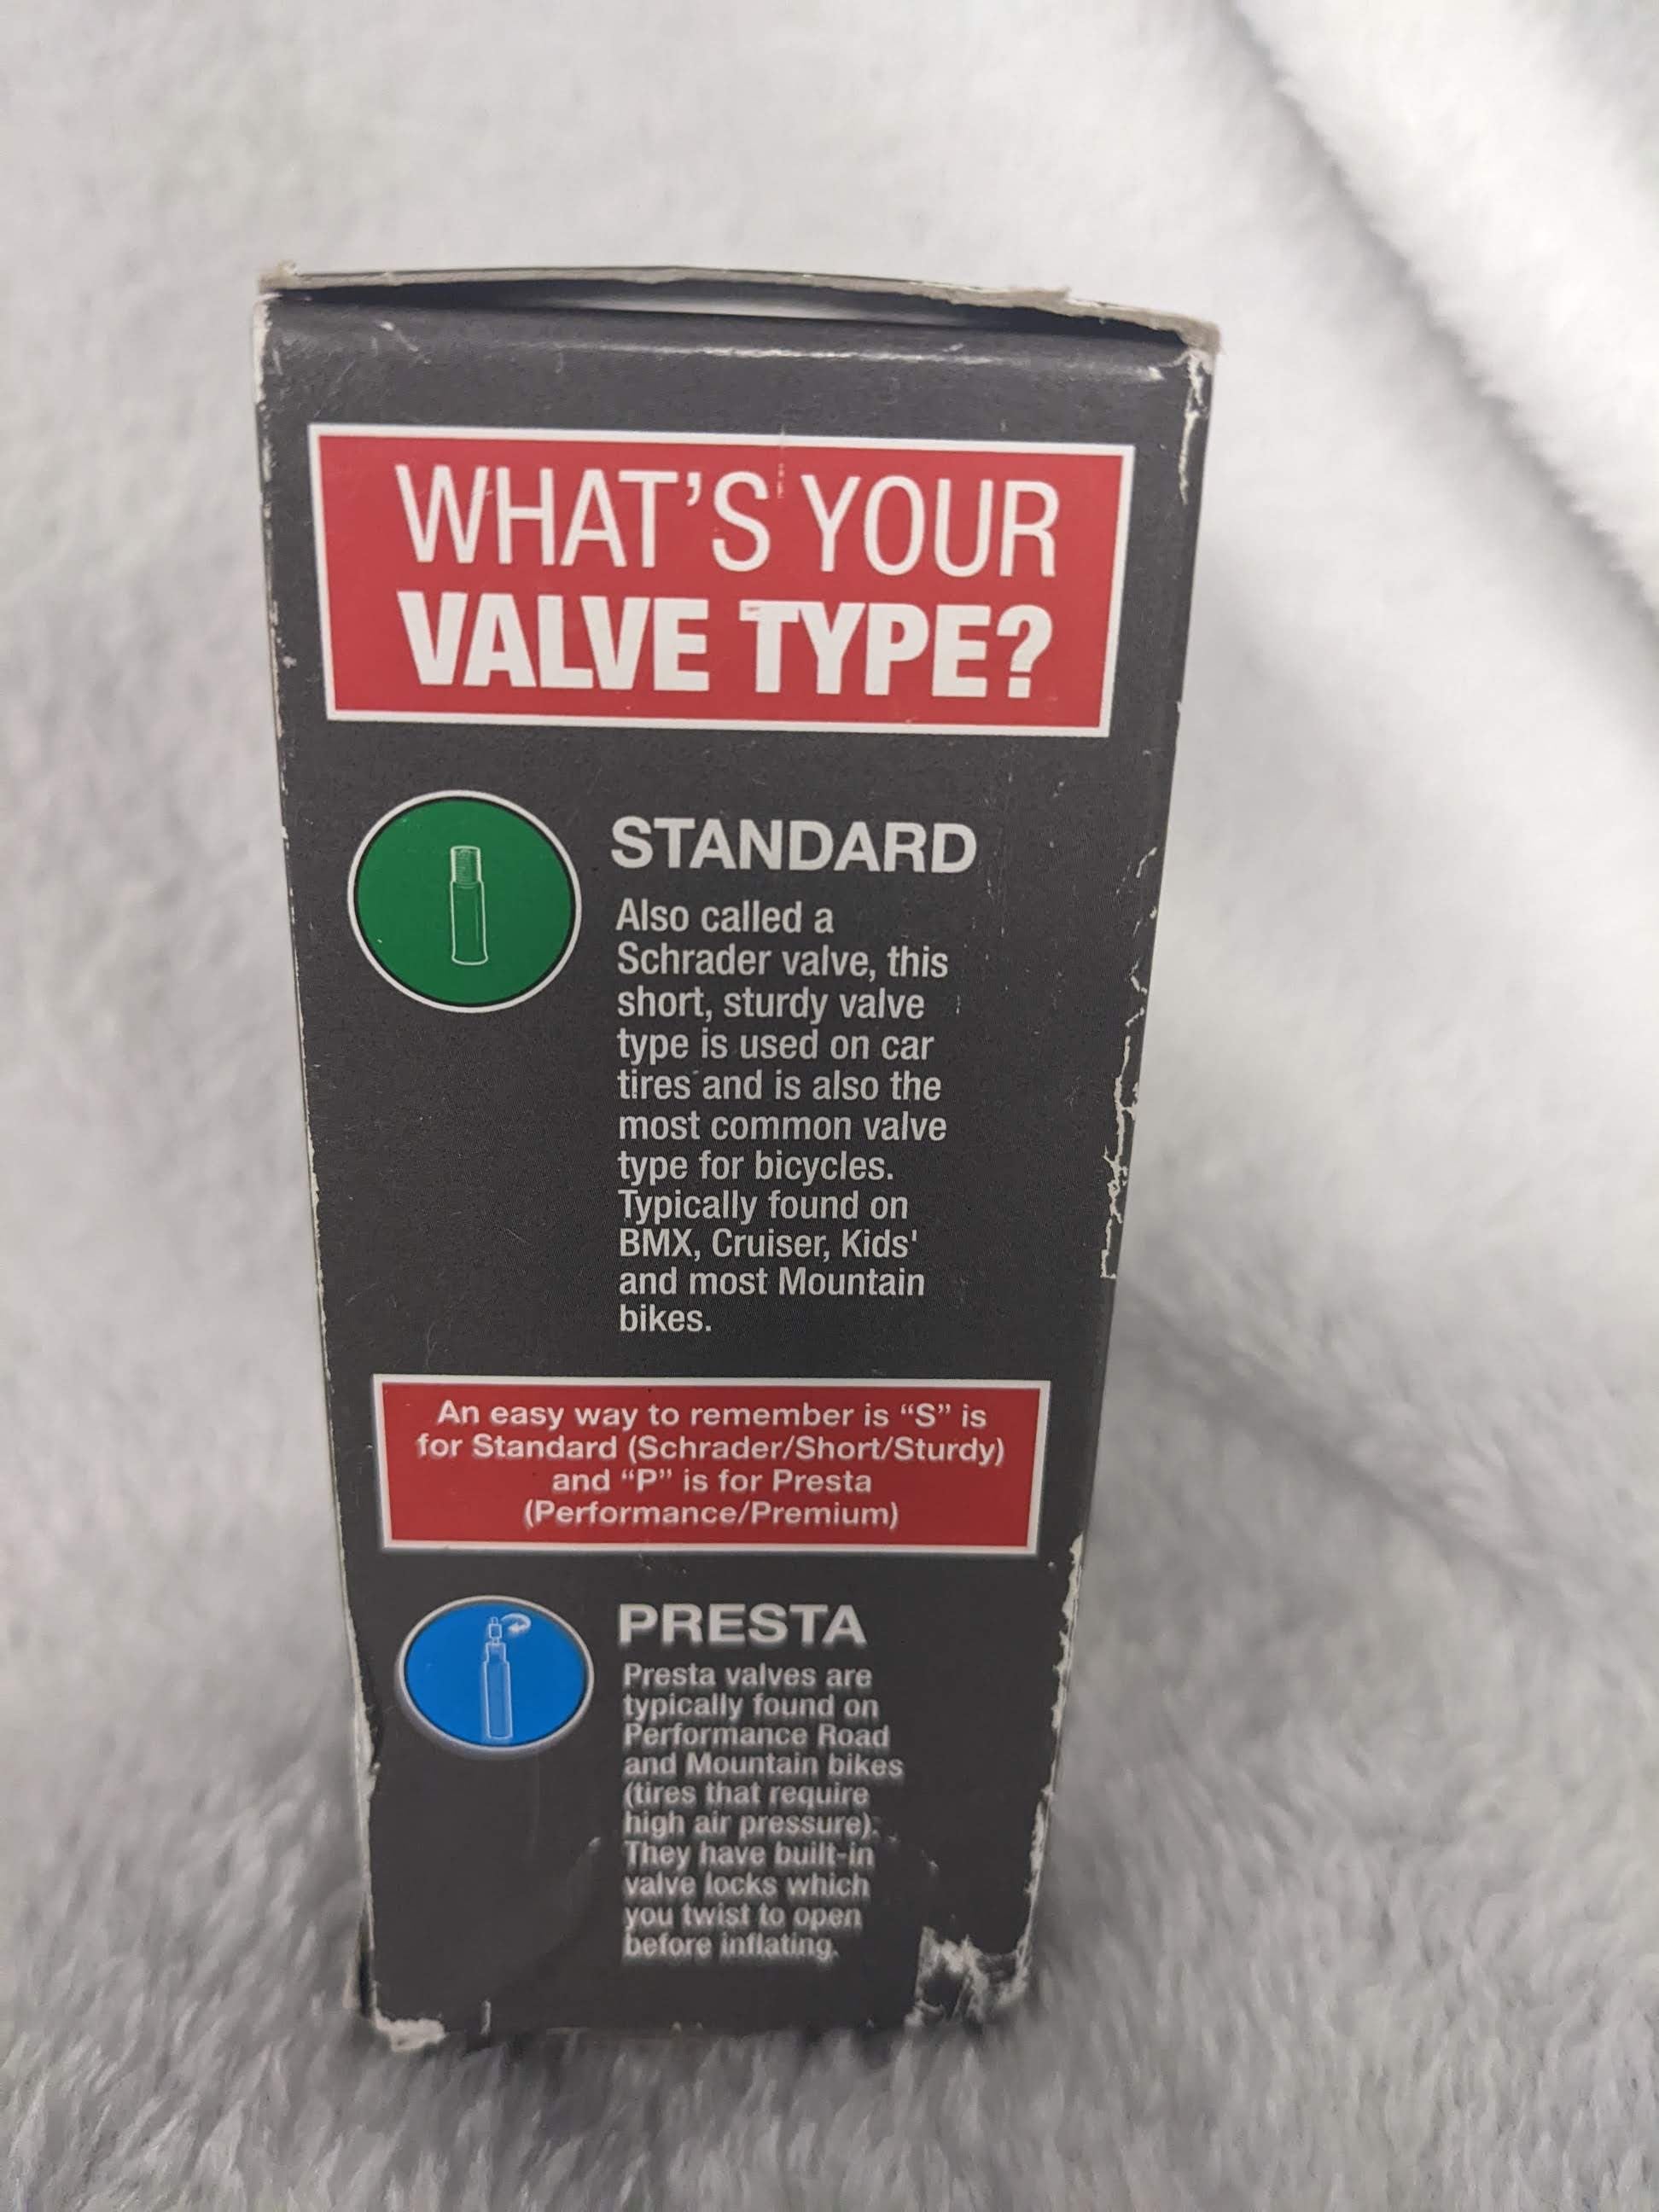 WHAT'S YOUR
VALVE TYPE?
STANDARD
Also called a
Schrader valve, this
short, sturdy valve
type is used on car
tires and is also the
most common valve
type for bicycles.
Typically found on
BMX, Cruiser, Kids'
and most Mountain
bikes.
An easy way to remember is “S” is
for Standard (Schrader/Short/Sturdy)
and “P” is for Presta
(Performance/Premium)
PRESTA
Presta valves are
typically found on
Performance Road
and Mountain bikes
(tires that require
high air pressure).
They have built-in
valve locks which
you twist to open
before inflating.